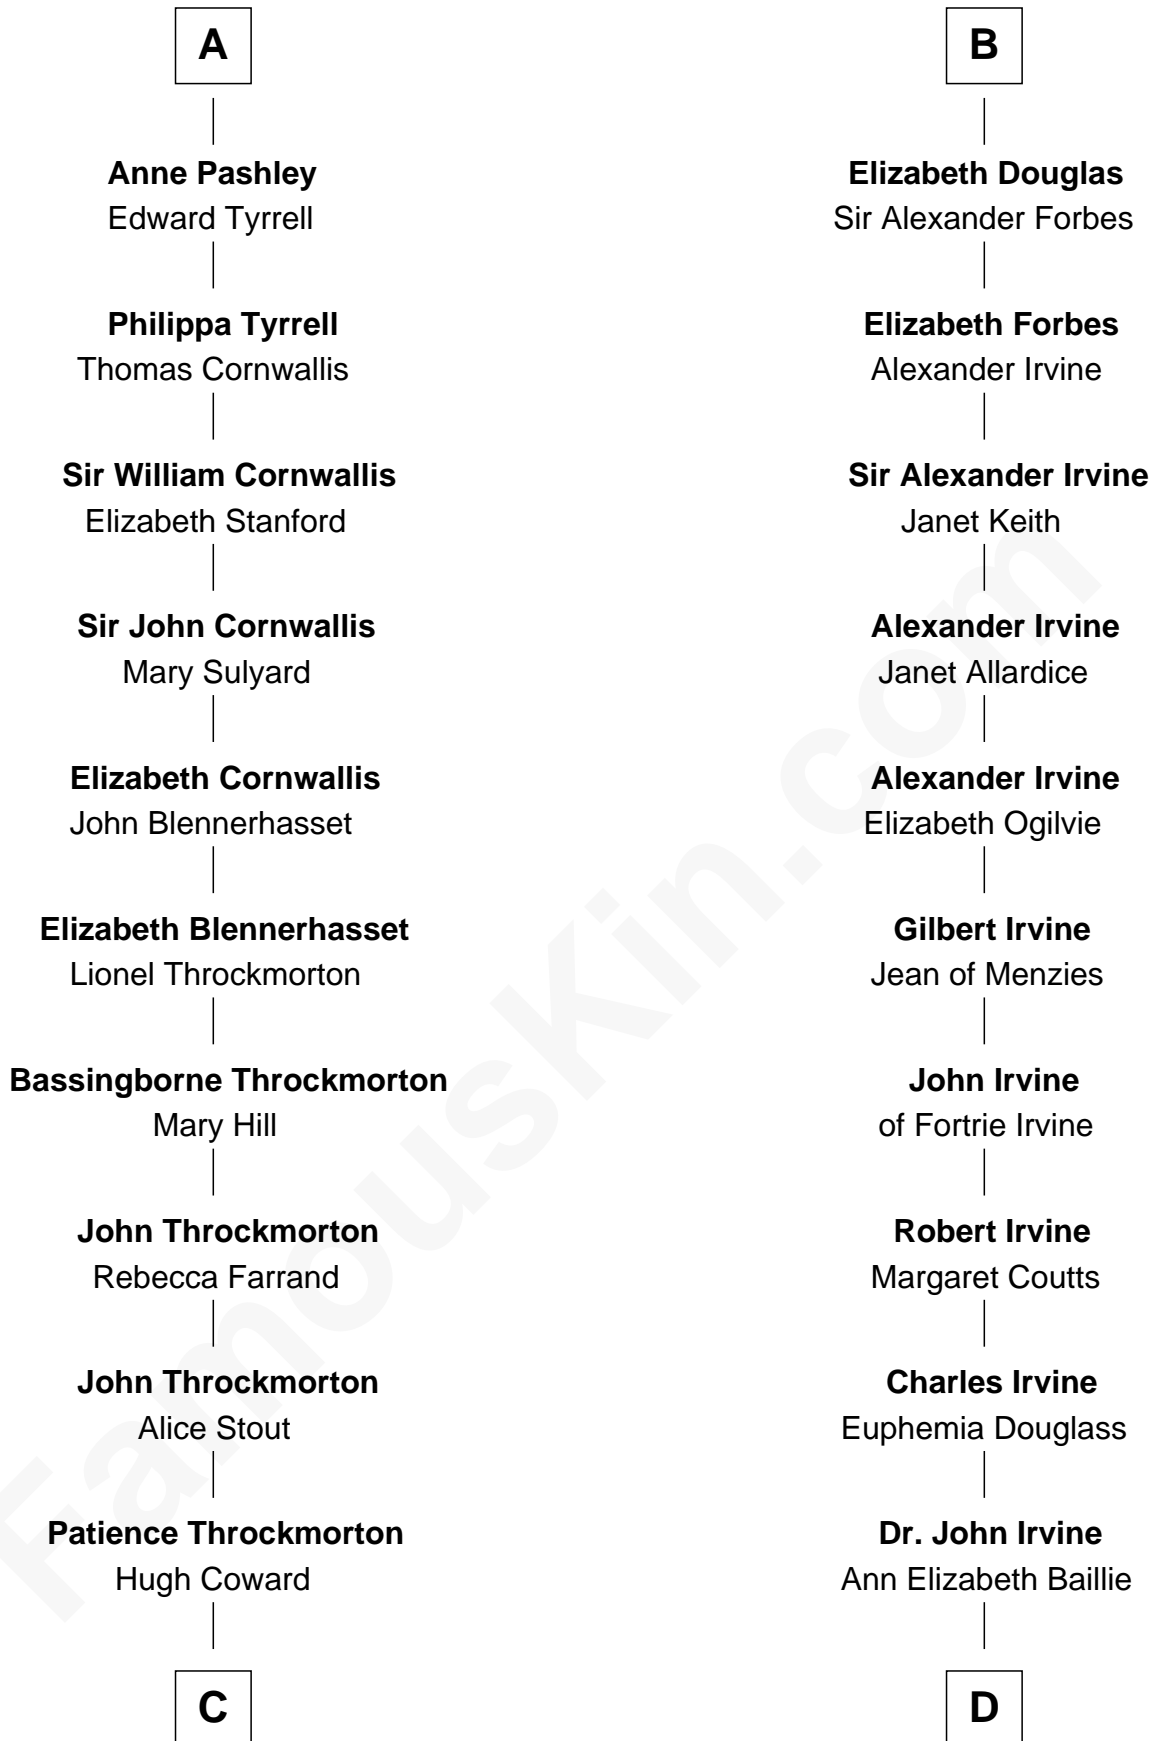 A
Anne Pashley
Edward Tyrrell
Philippa Tyrrell
Thomas Cornwallis
Sir William Cornwallis
Elizabeth Stanford
Sir John Cornwallis
Mary Sulyard
Elizabeth Cornwallis
John Blennerhasset
Elizabeth Blennerhasset
Lionel Throckmorton
Bassingborne Throckmorton
Mary Hill
John Throckmorton
Rebecca Farrand
John Throckmorton
Alice Stout
Patience Throckmorton
Hugh Coward
C
B
Elizabeth Douglas
Sir Alexander Forbes
Elizabeth Forbes
Alexander Irvine
Sir Alexander Irvine
Janet Keith
Alexander Irvine
Janet Allardice
Alexander Irvine
Elizabeth Ogilvie
Gilbert Irvine
Jean of Menzies
John Irvine
of Fortrie Irvine
Robert Irvine
Margaret Coutts
Charles Irvine
Euphemia Douglass
Dr. John Irvine
Ann Elizabeth Baillie
D
FamousKin.com